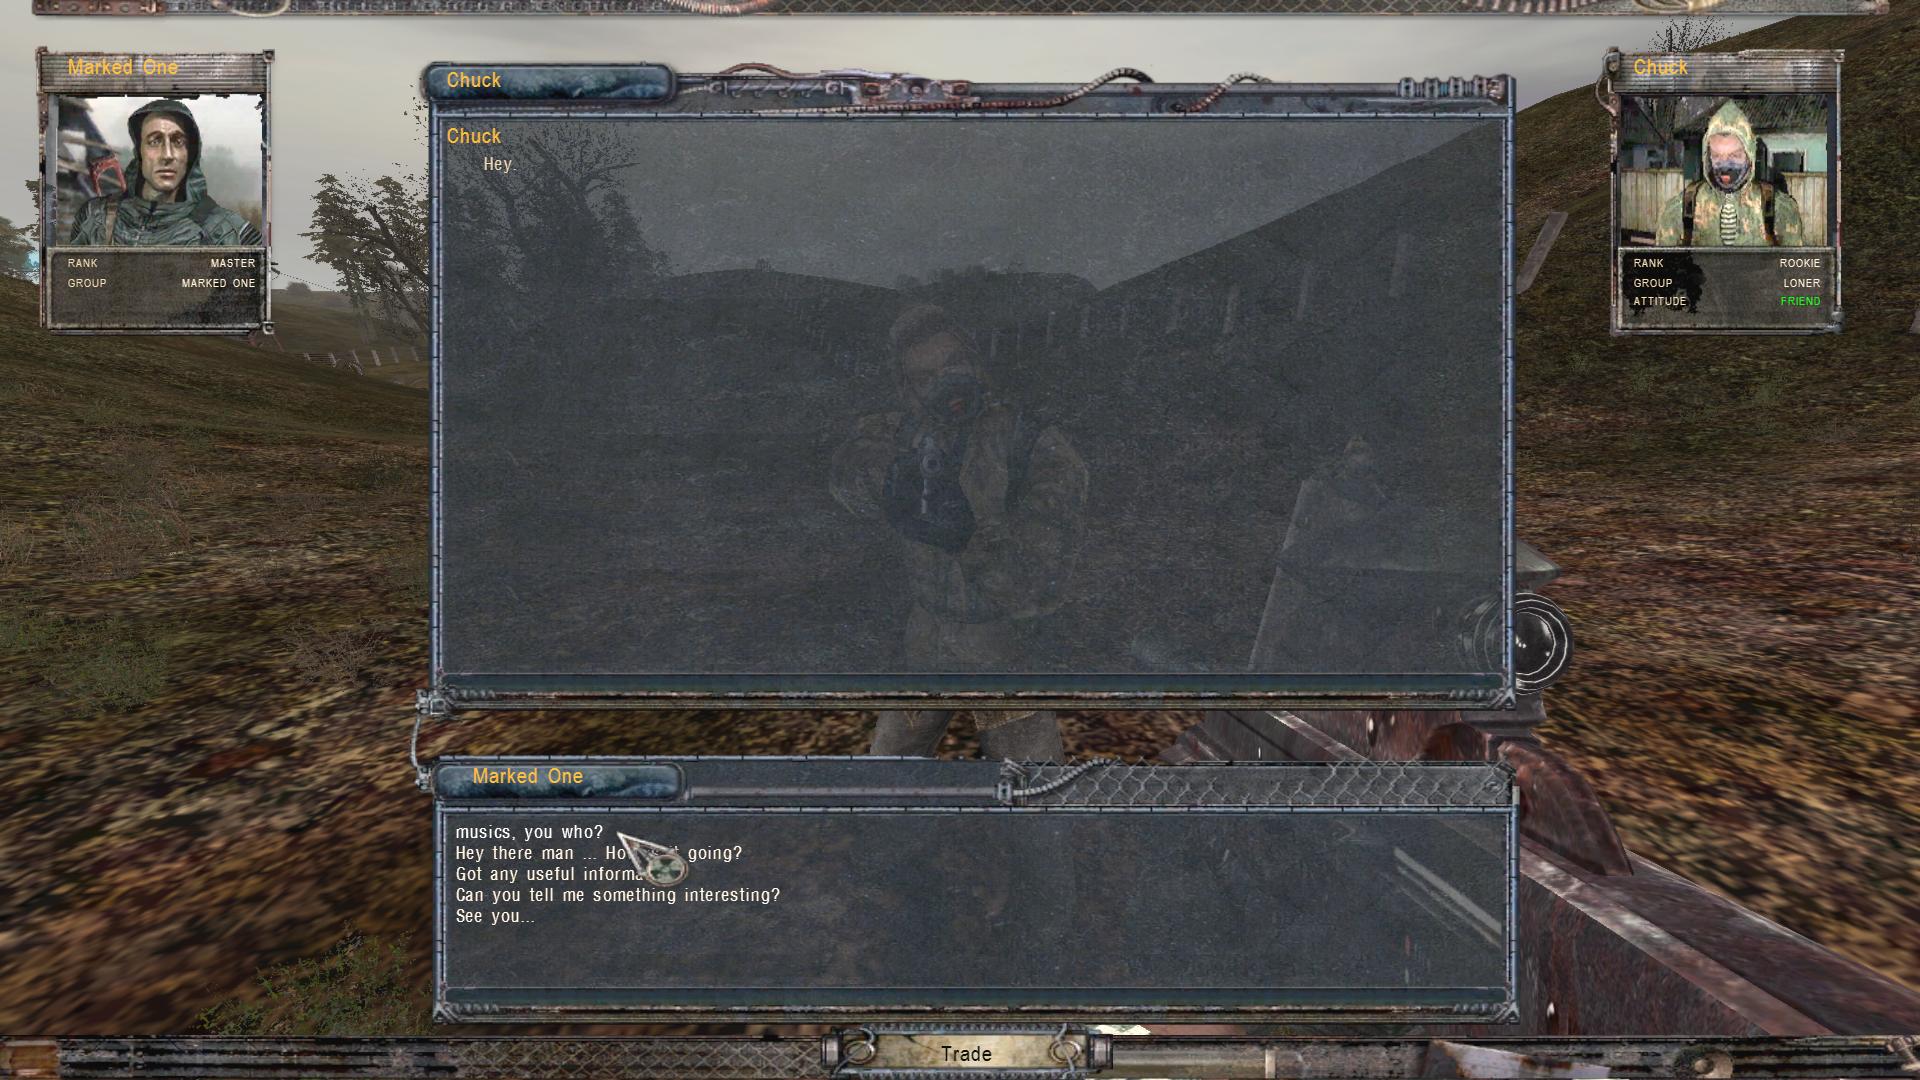 Marked One
RANK MASTER
GROUP MARKED ONE
Chuck
Chuck
Hey.
Chuck
RANK ROOKIE
GROUP LONER
ATTITUDE FRIEND
Marked One
musics, you who?
Hey there man ... going?
Got any useful
Can you tell me something interesting?
See you...
Trade